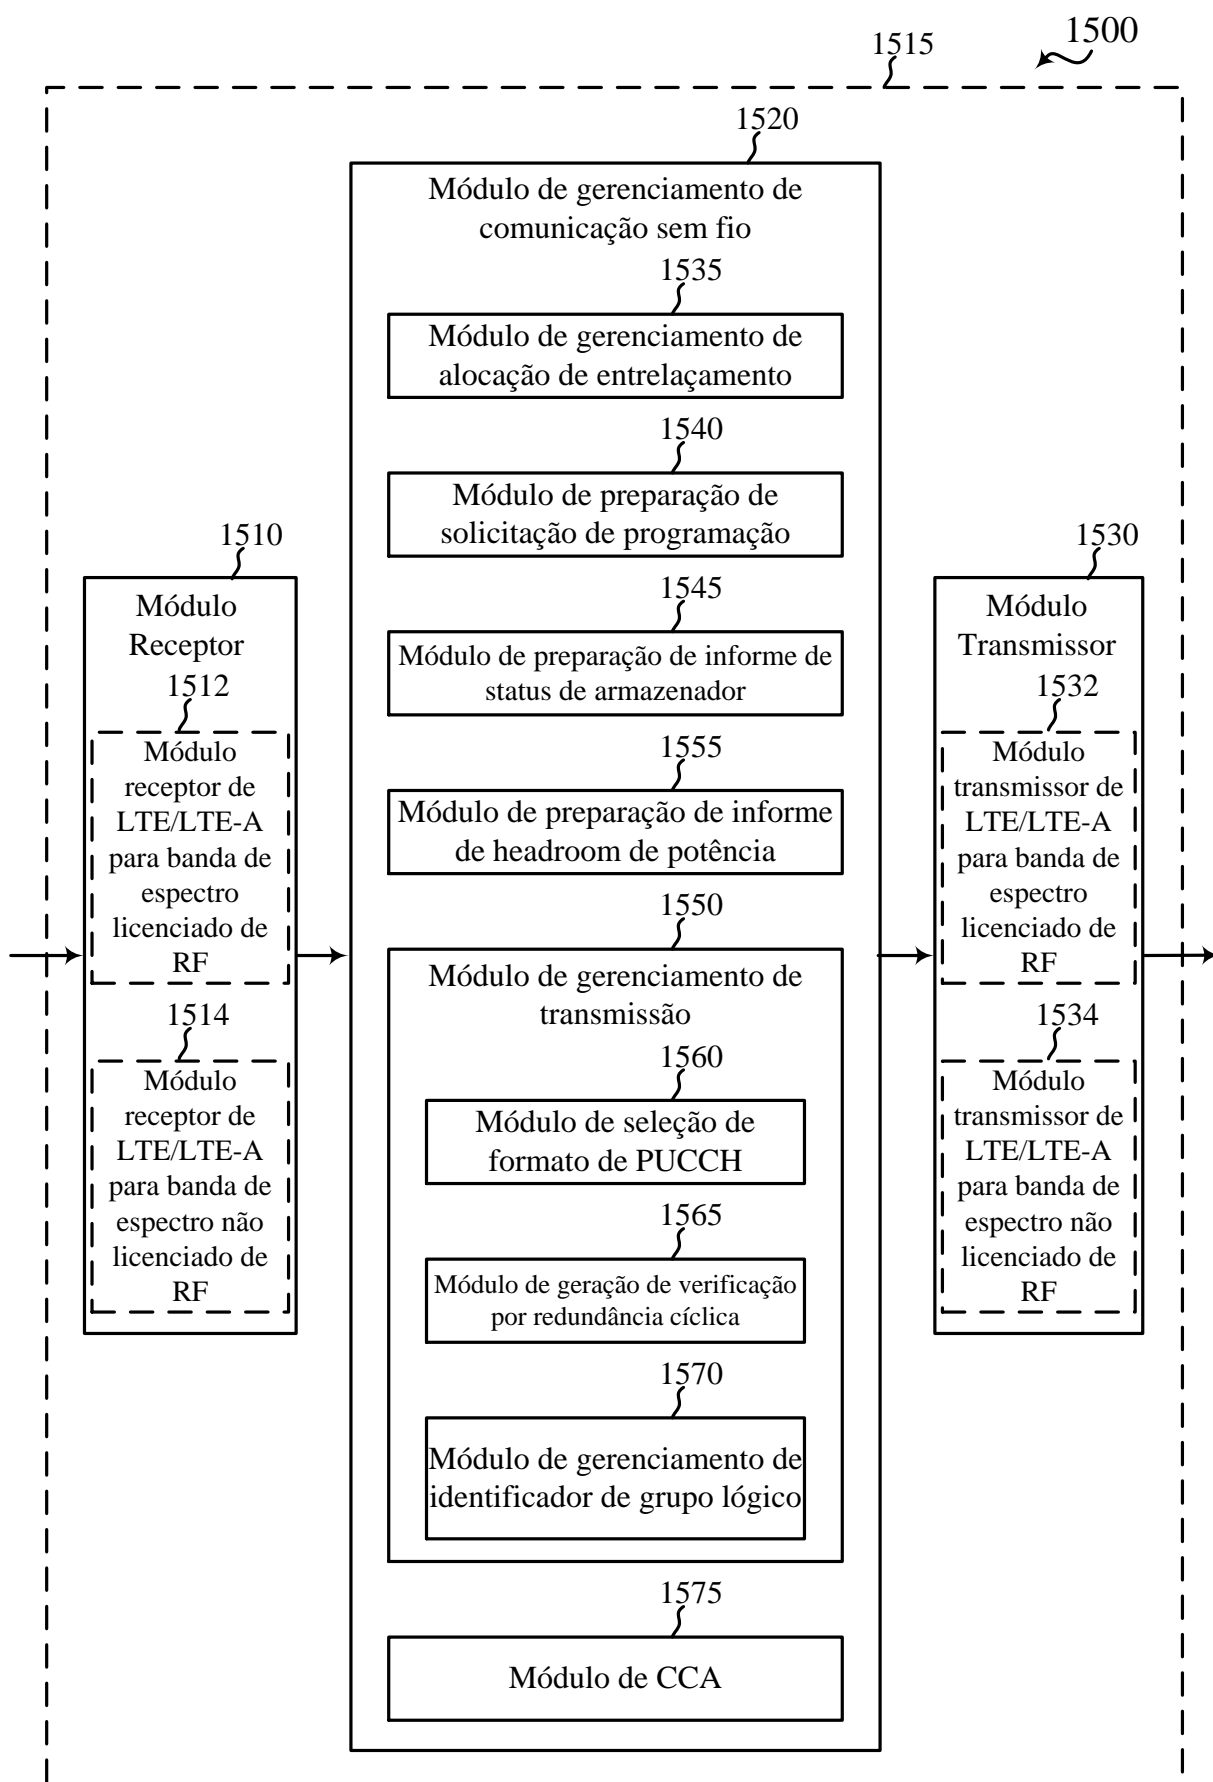 1500
1515
1520
Módulo de gerenciamento de
comunicação sem fio
1535
Módulo de gerenciamento de
alocação de entrelaçamento
1540
Módulo de preparação de
solicitação de programação
1510
Módulo
Receptor
1512
Módulo
receptor de
LTE/LTE-A
para banda de
espectro
licenciado de
RF
1514
Módulo
receptor de
LTE/LTE-A
para banda de
espectro não
licenciado de
RF
1545
Módulo de preparação de informe de
status de armazenador
1555
Módulo de preparação de informe
de headroom de potência
1550
Módulo de gerenciamento de
transmissão
1560
Módulo de seleção de
formato de PUCCH
1565
Módulo de geração de verificação
por redundância cíclica
1570
Módulo de gerenciamento de
identificador de grupo lógico
1575
Módulo de CCA
1530
Módulo
Transmissor
1532
Módulo
transmissor de
LTE/LTE-A
para banda de
espectro
licenciado de
RF
1534
Módulo
transmissor de
LTE/LTE-A
para banda de
espectro não
licenciado de
RF